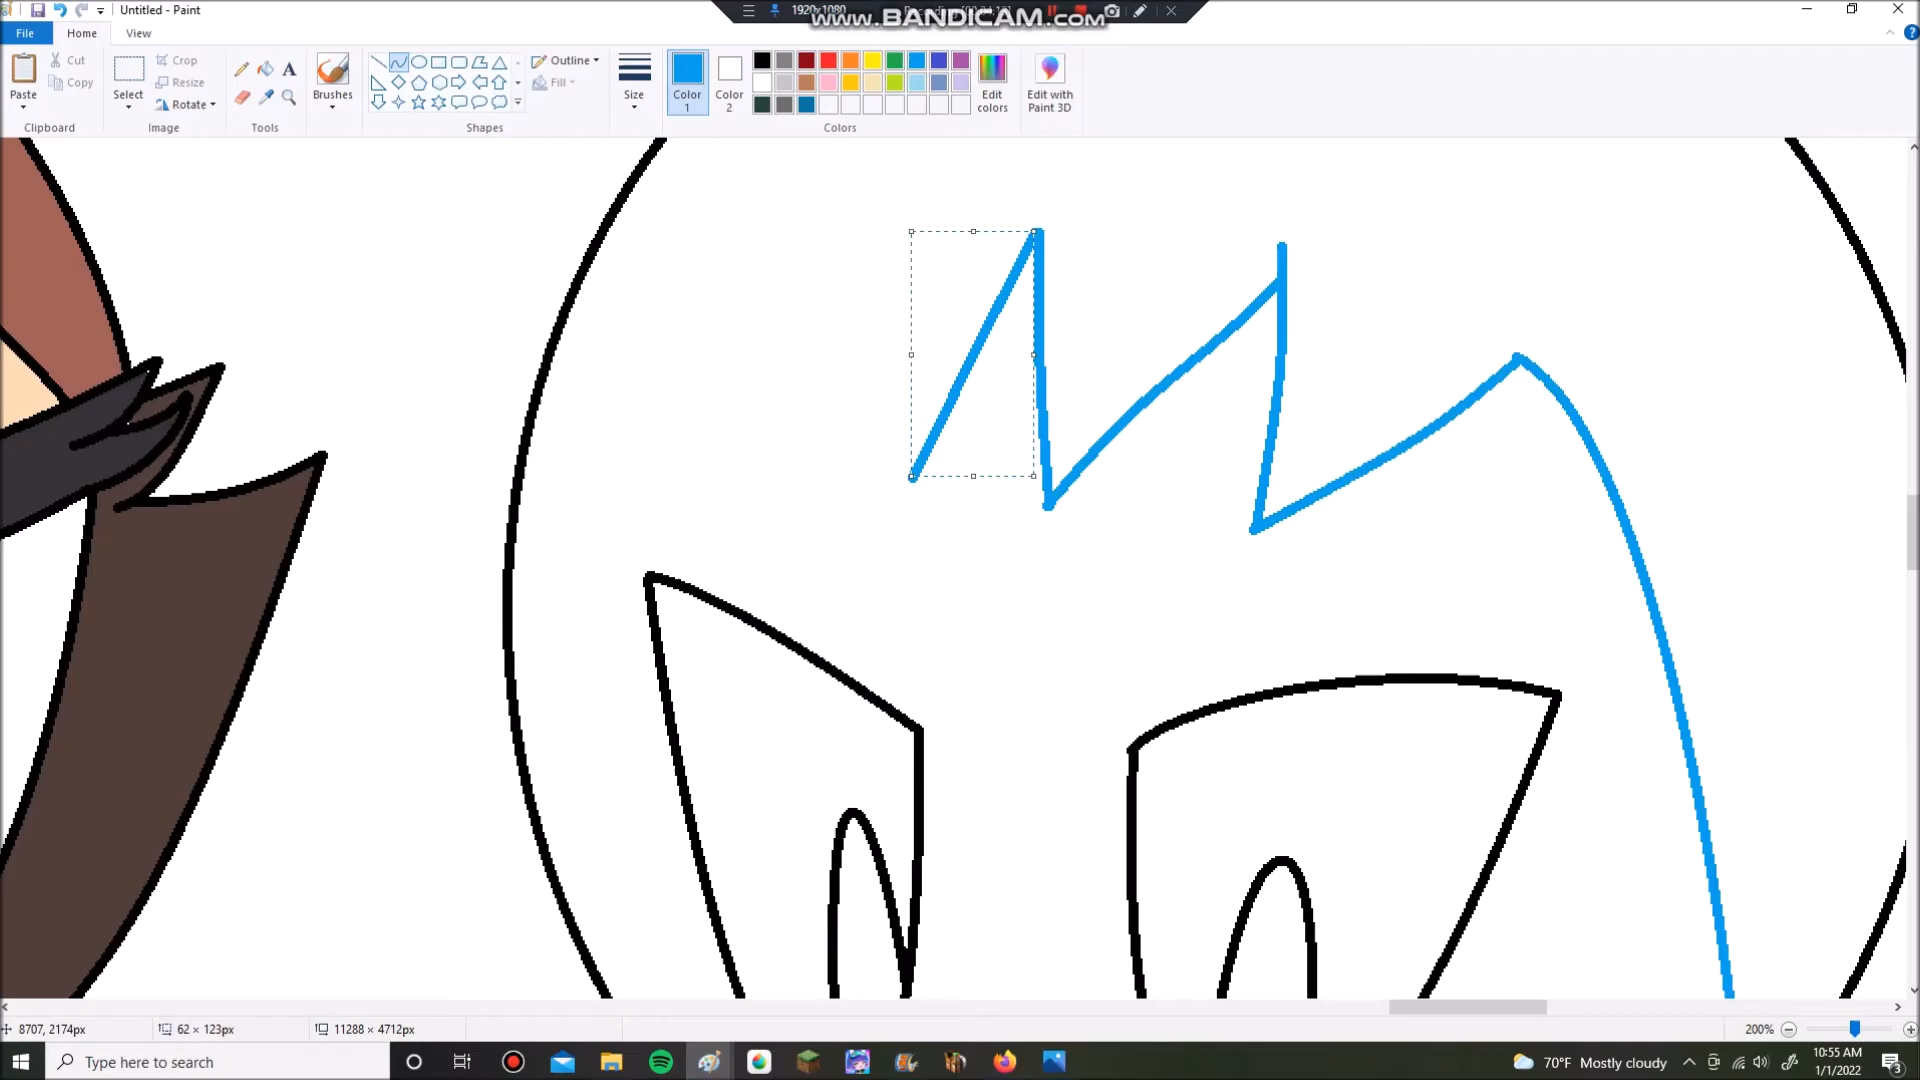 Untitled - Paint
1920x1080
www.BANDICAM.com
File
Home
View
Paste
Cut
Copy
Clipboard
Select
Crop
Resize
Rotate
Image
A
Tools
Brushes
Outline
Fill
Shapes
Size
Color
1
Color
2
Edit
colors
Colors
Edit with
Paint 3D
8707, 2174px
62 × 123px
11288 × 4712px
200%
Type here to search
70°F Mostly cloudy
10:55 AM
1/1/2022
3